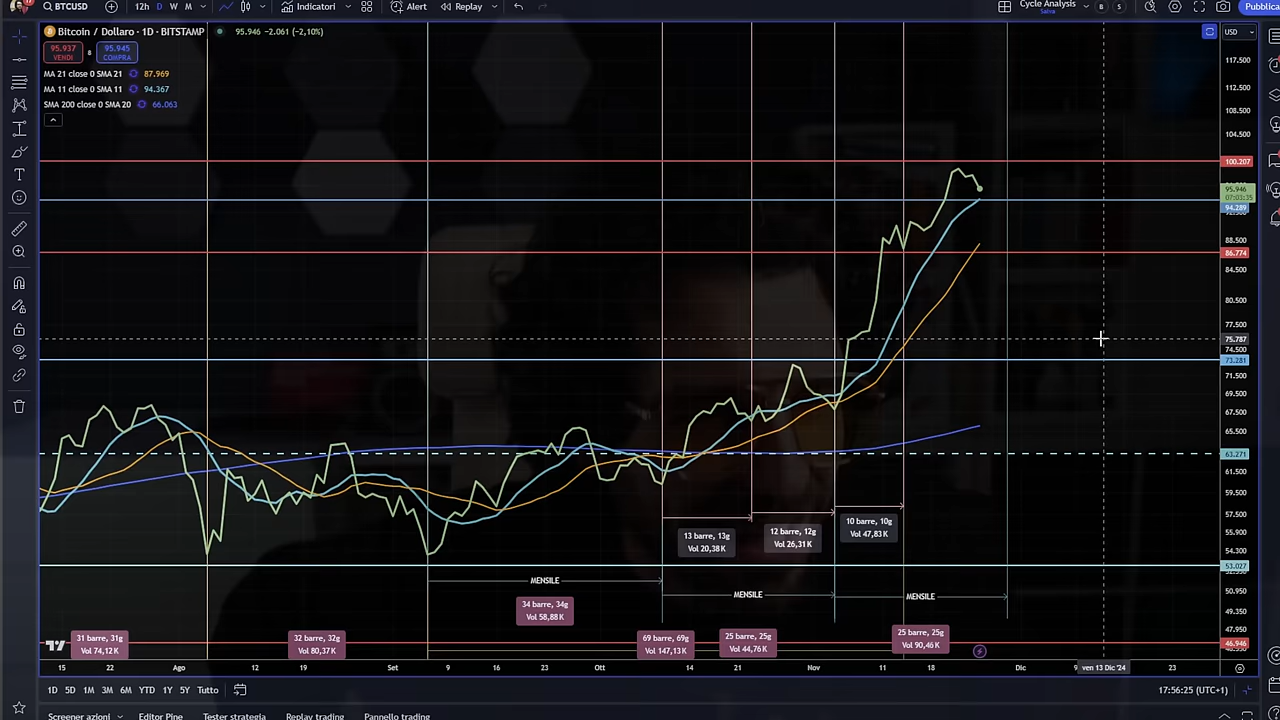 BTCUSD
12h D W M
Indicatori
Alert
Replay
Cycle Analysis
Salva
B
S
Pubblica
Bitcoin / Dollaro · 1D · BITSTAMP
95.946 −2.061 (−2,10%)
USD
95.937
VENDI
8
95.945
COMPRA
MA 21 close 0 SMA 21 87.969
MA 11 close 0 SMA 11 94.367
SMA 200 close 0 SMA 20 66.063
117.500
112.500
108.500
104.500
100.207
95.946
07:03:35
94.289
88.500
86.774
84.500
80.500
77.500
75.787
74.500
73.281
71.500
69.500
67.500
65.500
63.271
61.500
59.500
57.500
55.900
54.300
53.027
50.950
49.350
47.950
46.946
13 barre, 13g
Vol 20,38 K
12 barre, 12g
Vol 26,31 K
10 barre, 10g
Vol 47,83 K
MENSILE
MENSILE
MENSILE
34 barre, 34g
Vol 58,88 K
31 barre, 31g
Vol 74,12 K
32 barre, 32g
Vol 80,37 K
69 barre, 69g
Vol 147,13 K
25 barre, 25g
Vol 44,76 K
25 barre, 25g
Vol 90,46 K
15 22 Ago 12 19 Set 9 16 23 Ott 14 21 Nov 11 18 Dic 9 ven 13 Dic '24 23
1D 5D 1M 3M 6M YTD 1Y 5Y Tutto
17:56:25 (UTC+1)
Screener azioni
Editor Pine
Tester strategia
Replay trading
Pannello trading